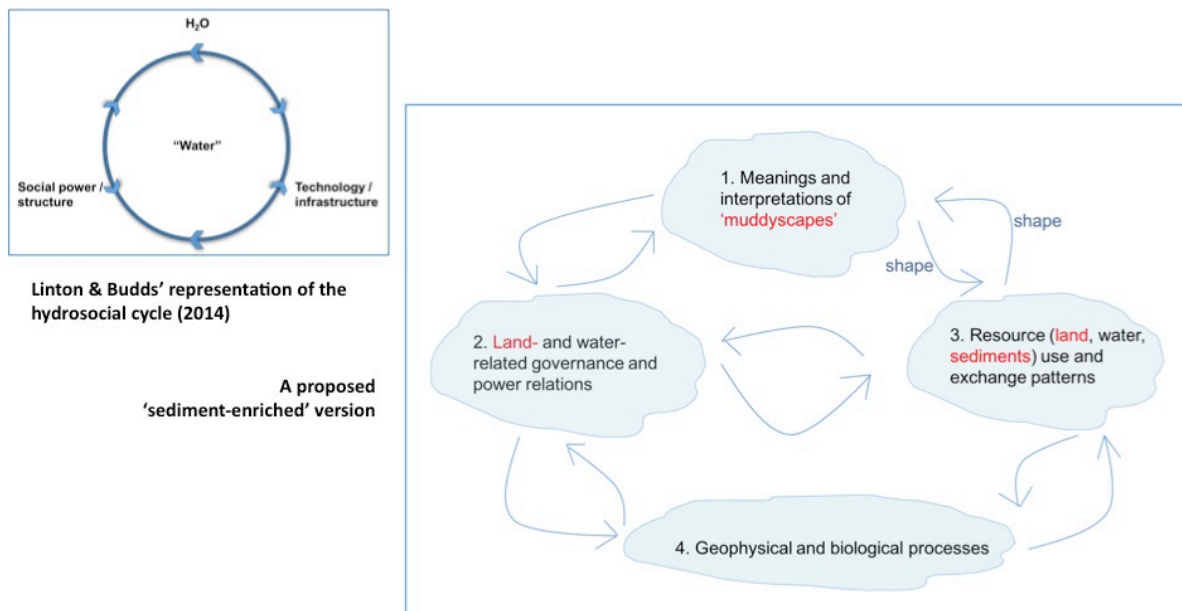 H₂O
"Water"
Social power /
structure
Technology /
infrastructure
Linton & Budds' representation of the
hydrosocial cycle (2014)
A proposed
'sediment-enriched' version
1. Meanings and
interpretations of
'muddyscapes'
shape
shape
2. Land- and water-
related governance and
power relations
3. Resource (land, water,
sediments) use and
exchange patterns
4. Geophysical and biological processes